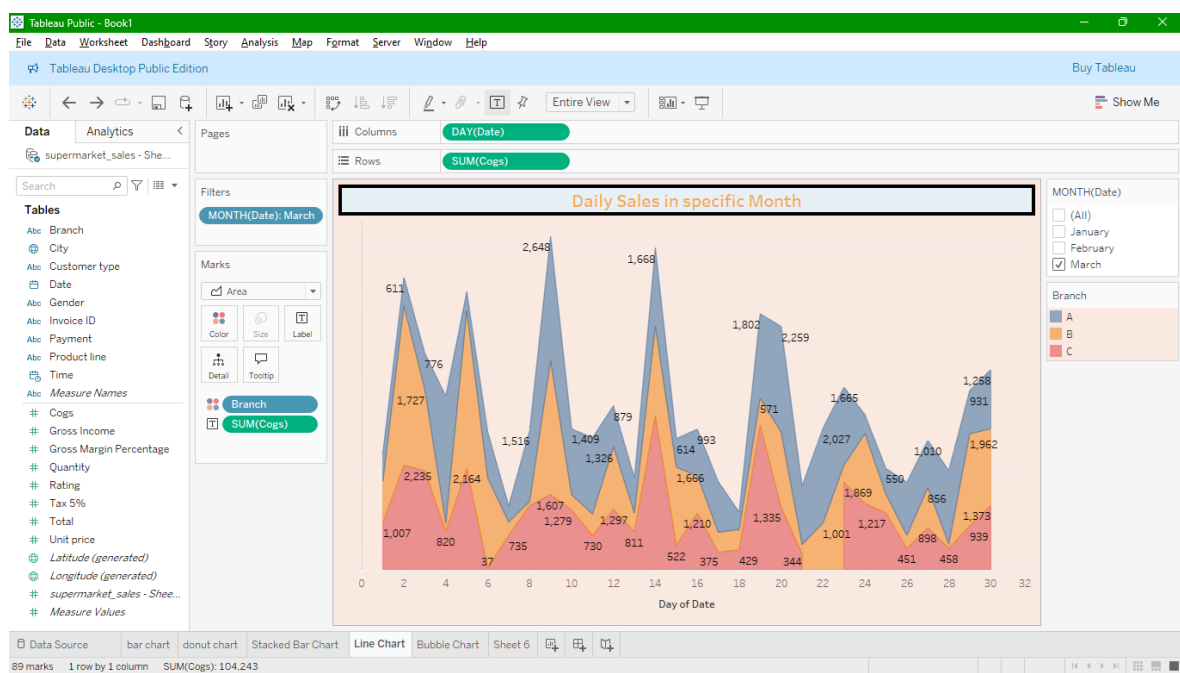 Tableau Public - Book1
File Data Worksheet Dashboard Story Analysis Map Format Server Window Help
Tableau Desktop Public Edition Buy Tableau
Entire View Show Me
Data Analytics
supermarket_sales - She...
Search
Tables
Abc Branch
City
Abc Customer type
Date
Abc Gender
Abc Invoice ID
Abc Payment
Abc Product line
Time
Abc Measure Names
# Cogs
# Gross Income
# Gross Margin Percentage
# Quantity
# Rating
# Tax 5%
# Total
# Unit price
Latitude (generated)
Longitude (generated)
# supermarket_sales - Shee...
# Measure Values
Pages
Filters
MONTH(Date): March
Marks
Area
Color Size Label
Detail Tooltip
Branch
SUM(Cogs)
Columns DAY(Date)
Rows SUM(Cogs)
Daily Sales in specific Month
2,648
1,668
611
1,802
2,259
776
1,258
1,727 931
571 1,665
879
1,516 1,409 2,027 1,962
993
614 1,010
1,326
2,235 2,164 1,666 550
1,869 856
1,607
1,279 1,297 1,210 1,335 1,217 1,373
1,007 1,001 898 939
820 735 730 811
522 451 458
37 375 429 344
0 2 4 6 8 10 12 14 16 18 20 22 24 26 28 30 32
Day of Date
MONTH(Date)
(All)
January
February
March
Branch
A
B
C
Data Source bar chart donut chart Stacked Bar Chart Line Chart Bubble Chart Sheet 6
89 marks 1 row by 1 column SUM(Cogs): 104,243